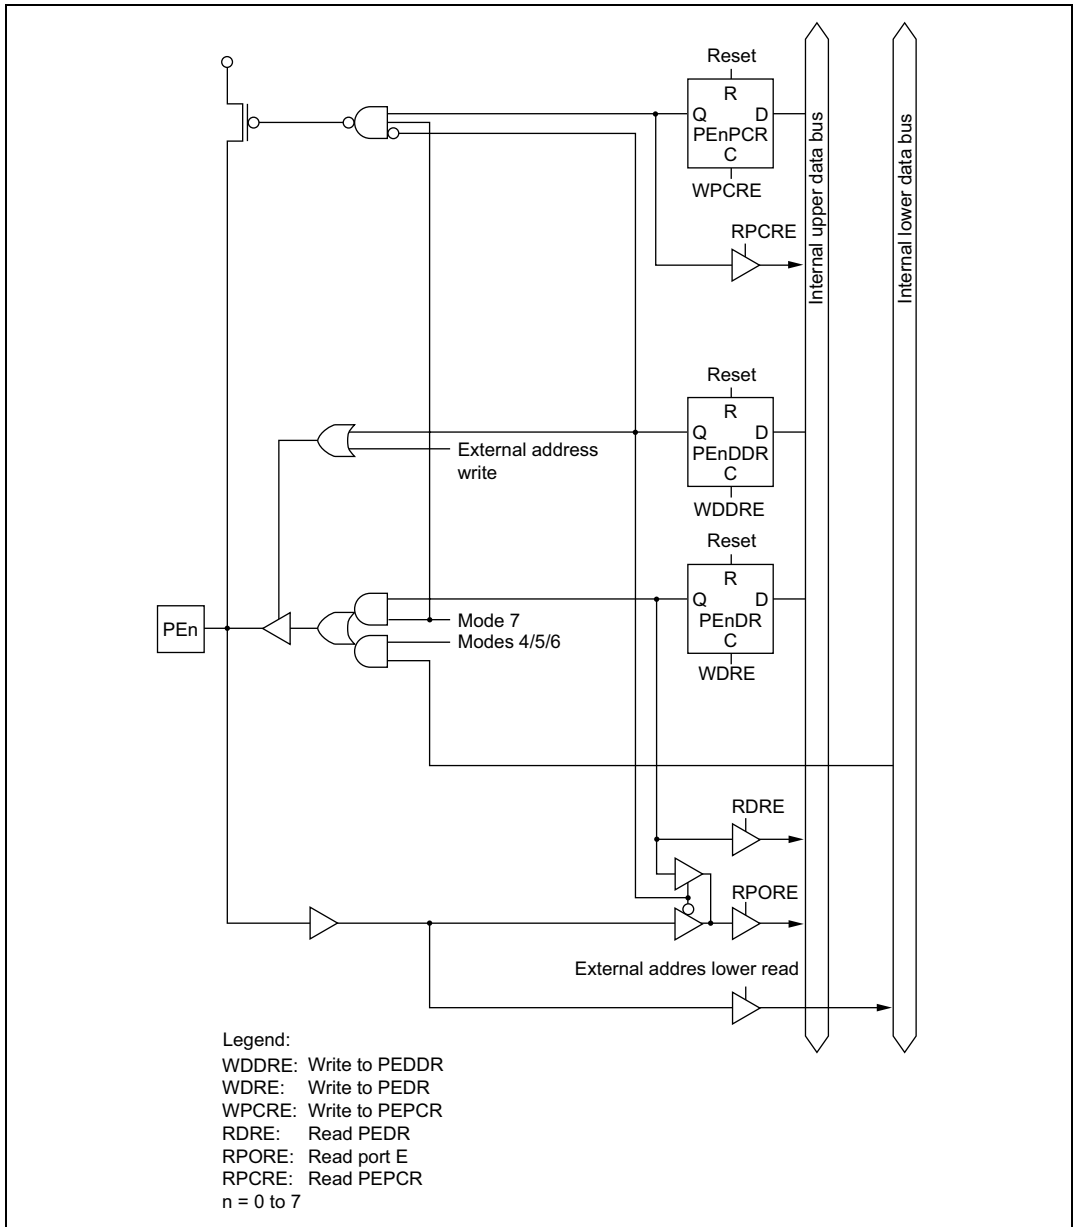 Reset
R
Q D
PEnPCR
C
WPCRE
RPCRE
Internal upper data bus
Internal lower data bus
Reset
R
Q D
PEnDDR
C
WDDRE
External address
write
Reset
R
Q D
PEnDR
C
WDRE
PEn
Mode 7
Modes 4/5/6
RDRE
RPORE
External addres lower read
Legend:
WDDRE: Write to PEDDR
WDRE: Write to PEDR
WPCRE: Write to PEPCR
RDRE: Read PEDR
RPORE: Read port E
RPCRE: Read PEPCR
n = 0 to 7